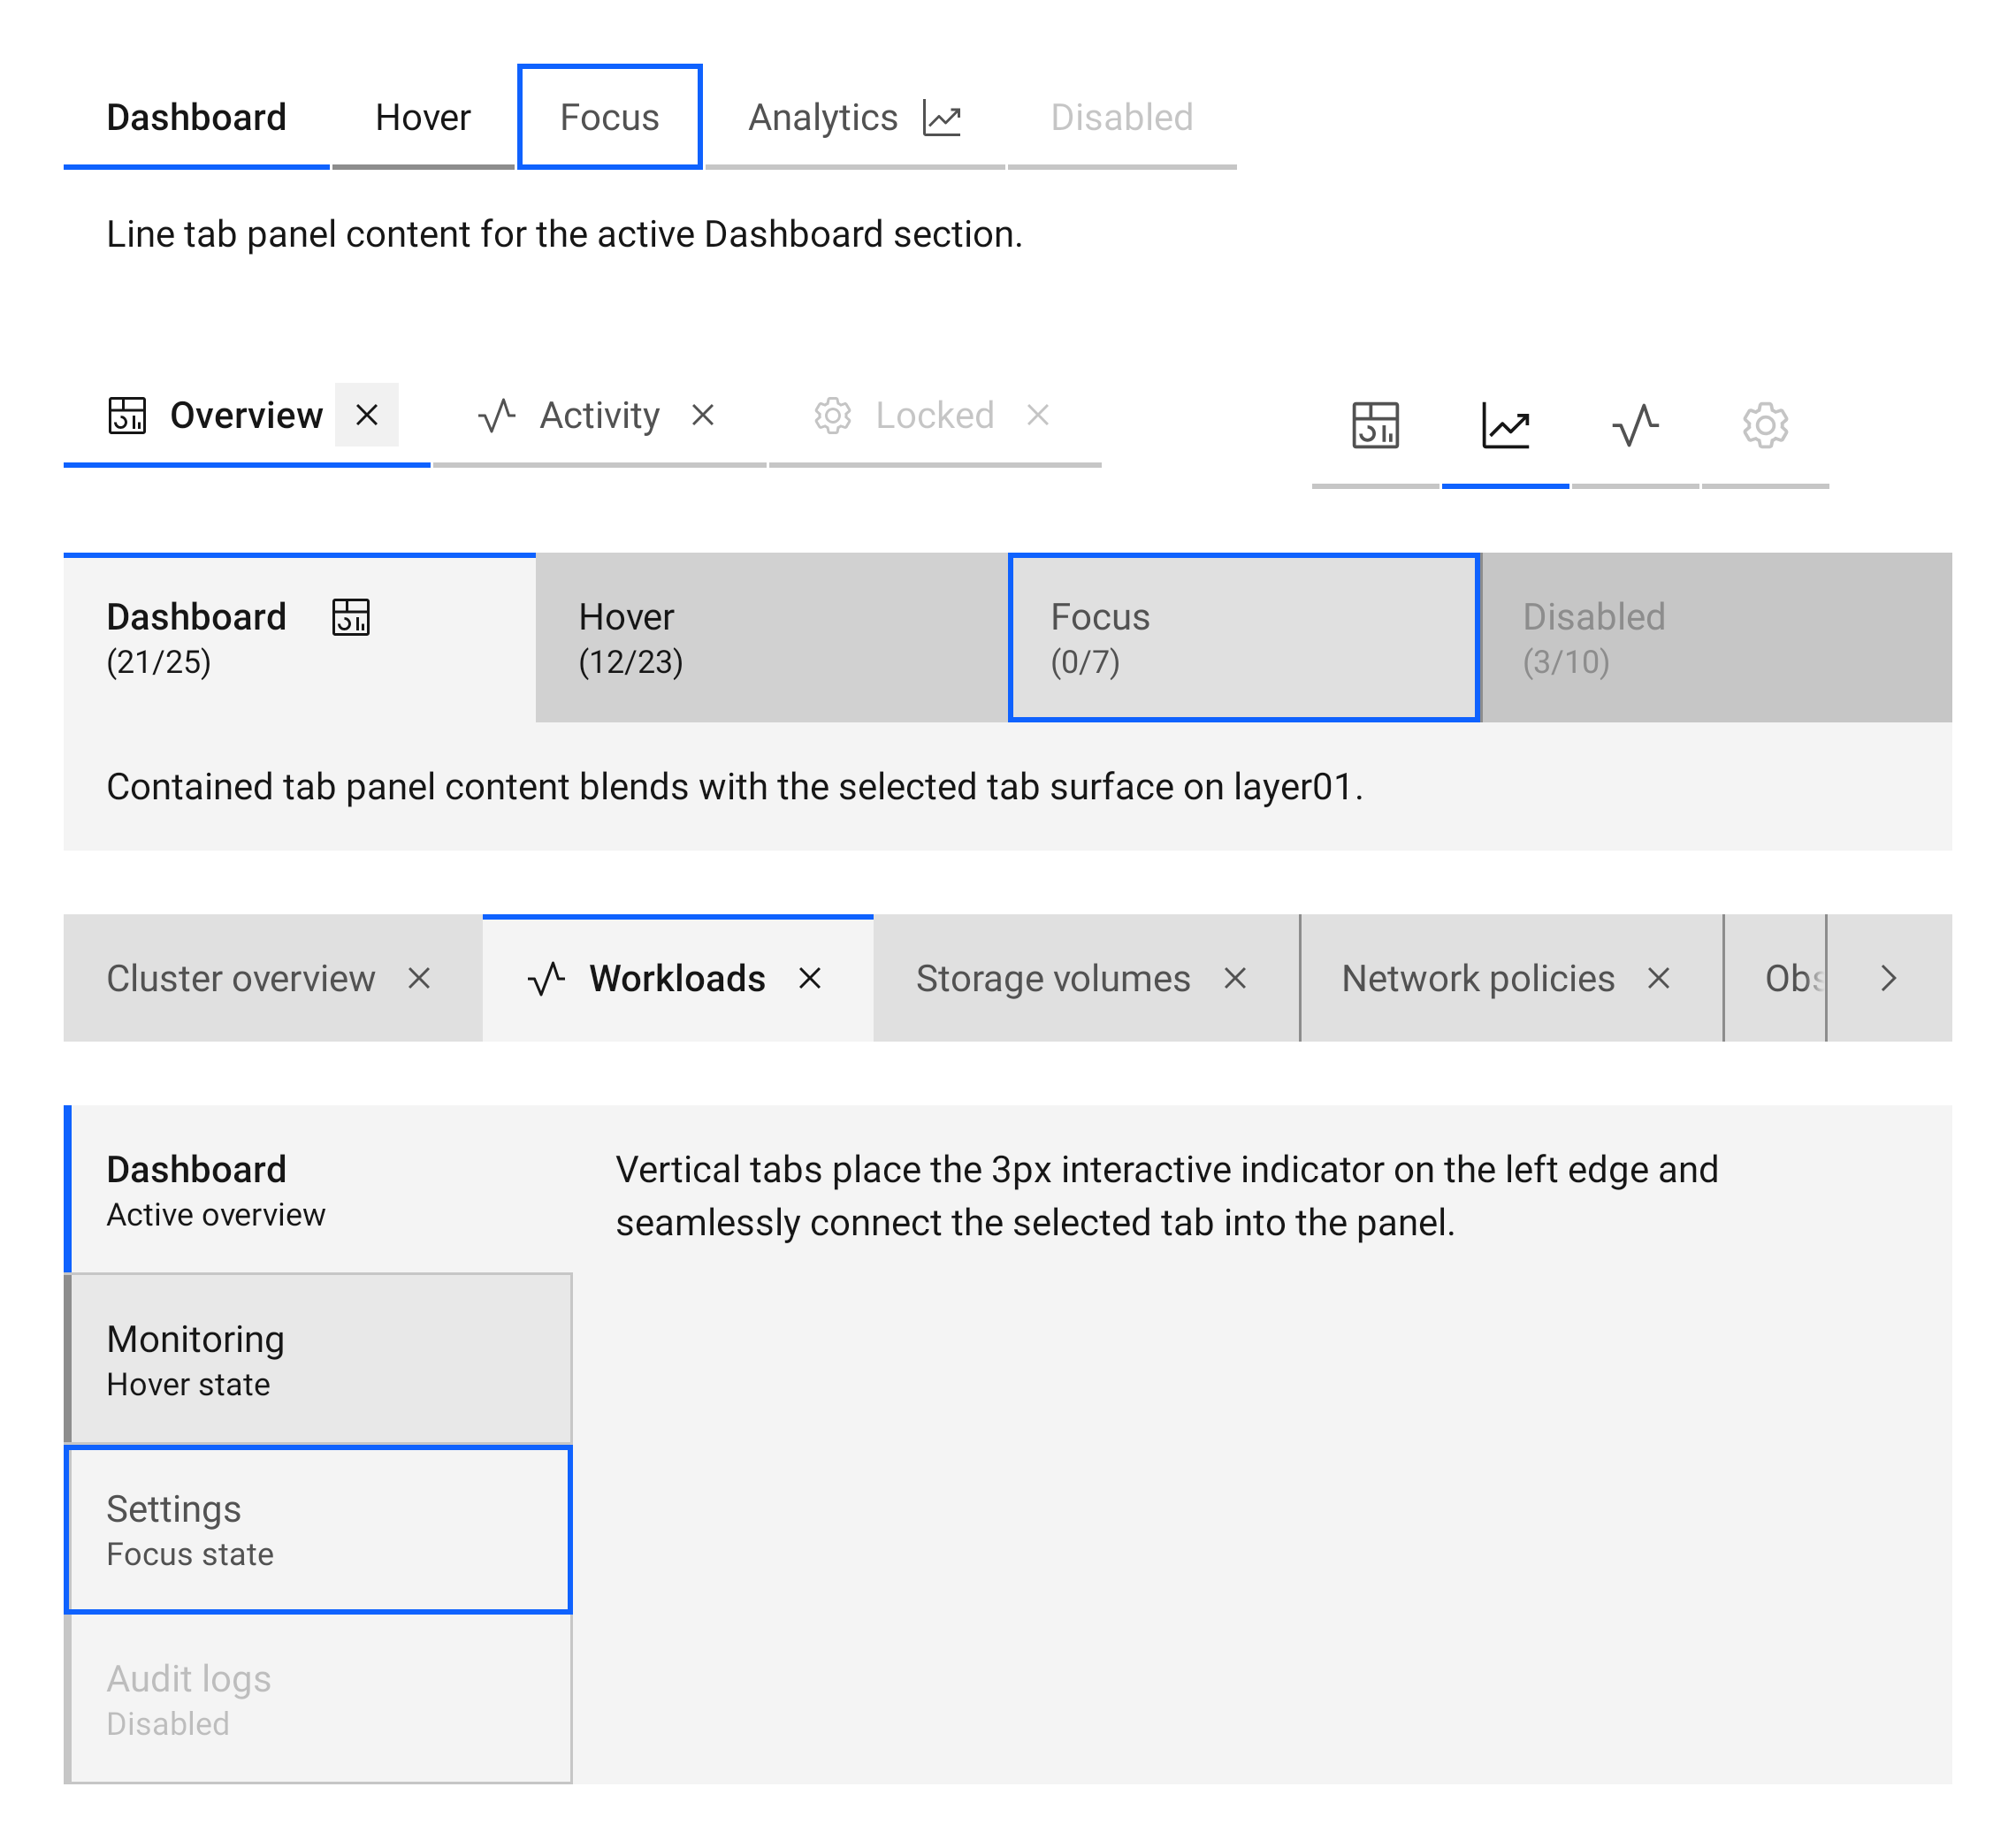 Dashboard
Hover
Focus
Analytics
Disabled
Line tab panel content for the active Dashboard section.
Overview
Activity
Locked
Dashboard
(21/25)
Hover
(12/23)
Focus
(0/7)
Disabled
(3/10)
Contained tab panel content blends with the selected tab surface on layer01.
Cluster overview
Workloads
Storage volumes
Network policies
Obs
Dashboard
Active overview
Monitoring
Hover state
Settings
Focus state
Audit logs
Disabled
Vertical tabs place the 3px interactive indicator on the left edge and
seamlessly connect the selected tab into the panel.